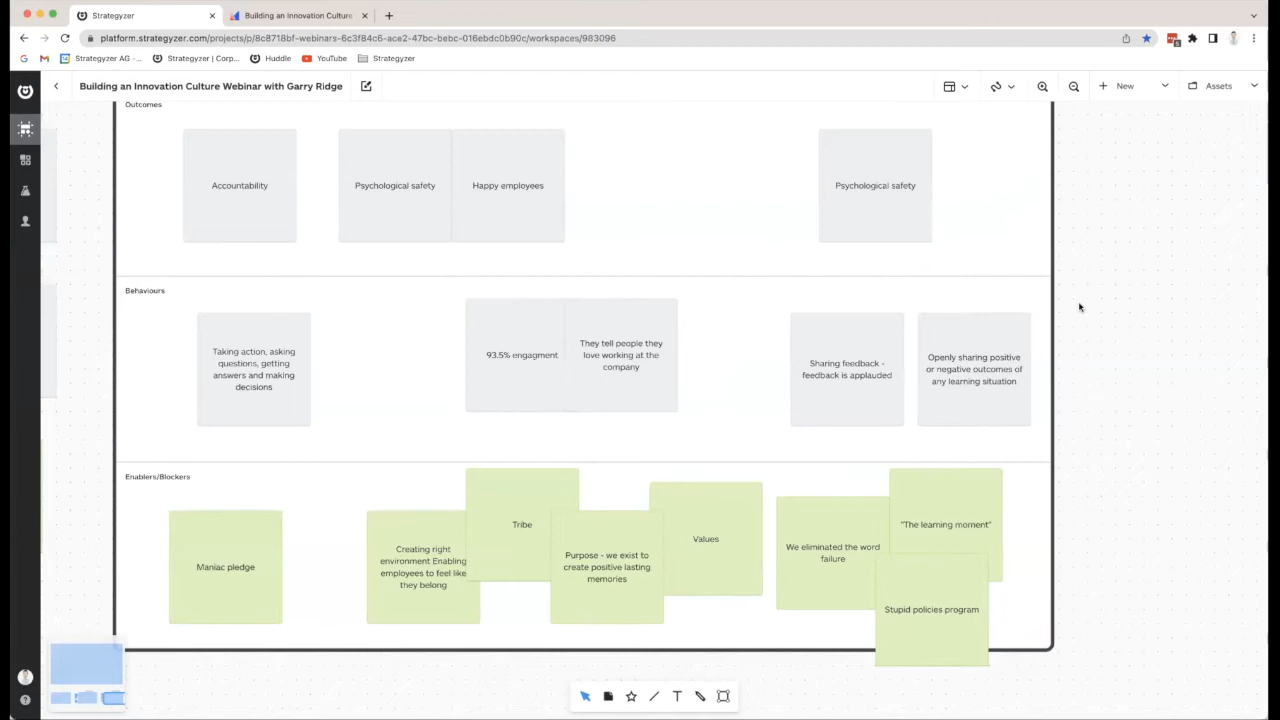 Strategyzer
Building an Innovation Culture
platform.strategyzer.com/projects/p/8c8718bf-webinars-6c3f84c6-ace2-47bc-bebc-016ebdc0b90c/workspaces/983096
Strategyzer AG -...
Strategyzer | Corp...
Huddle
YouTube
Strategyzer
Building an Innovation Culture Webinar with Garry Ridge
New
Assets
Outcomes
Accountability
Psychological safety
Happy employees
Psychological safety
Behaviours
Taking action, asking
questions, getting
answers and making
decisions
93.5% engagment
They tell people they
love working at the
company
Sharing feedback -
feedback is applauded
Openly sharing positive
or negative outcomes of
any learning situation
Enablers/Blockers
Maniac pledge
Creating right
environment Enabling
employees to feel like
they belong
Tribe
Purpose - we exist to
create positive lasting
memories
Values
We eliminated the word
failure
"The learning moment"
Stupid policies program